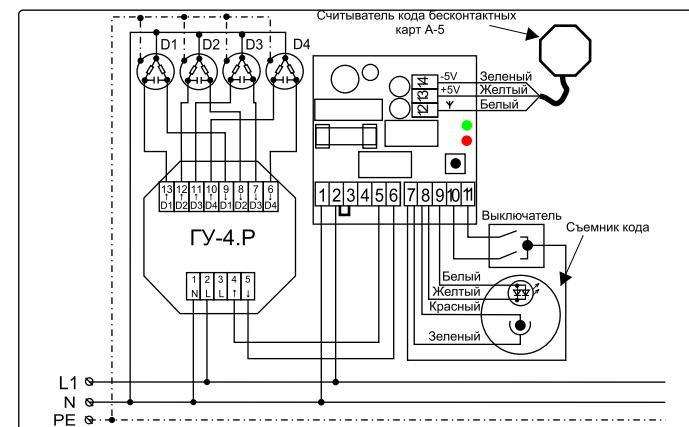 Считыватель кода бесконтактных
карт А-5
D1 D2 D3 D4
14 -5V Зеленый
13 +5V Желтый
12 Белый
13 12 11 10 9 8 7 6
↑ ↑ ↑ ↑ ↓ ↓ ↓ ↓
D1 D2 D3 D4 D1 D2 D3 D4
ГУ-4.Р
1 2 3 4 5
N L L ↑ ↓
1 2 3 4 5 6 7 8 9 10 11
Выключатель
Съемник кода
Белый
Желтый
Красный
Зеленый
L1
N
PE